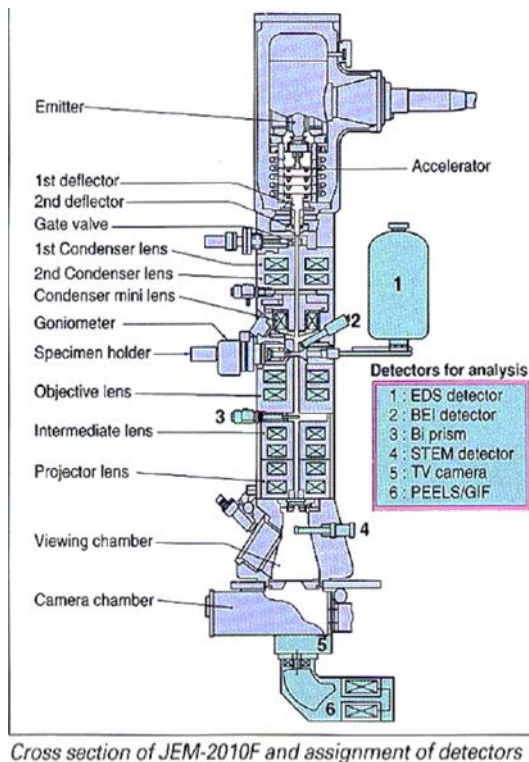 Emitter
Accelerator
1st deflector
2nd deflector
Gate valve
1st Condenser lens
2nd Condenser lens
Condenser mini lens
Goniometer
Specimen holder
1
2
Objective lens
Detectors for analysis
1 : EDS detector
2 : BEI detector
3 : Bi prism
4 : STEM detector
5 : TV camera
6 : PEELS/GIF
3
Intermediate lens
Projector lens
4
Viewing chamber
Camera chamber
5
6
Cross section of JEM-2010F and assignment of detectors